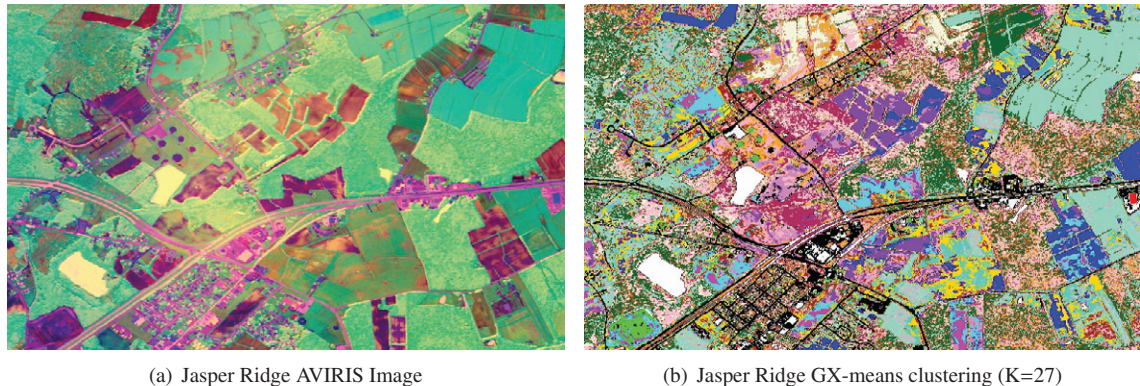 (a) Jasper Ridge AVIRIS Image
(b) Jasper Ridge GX-means clustering (K=27)